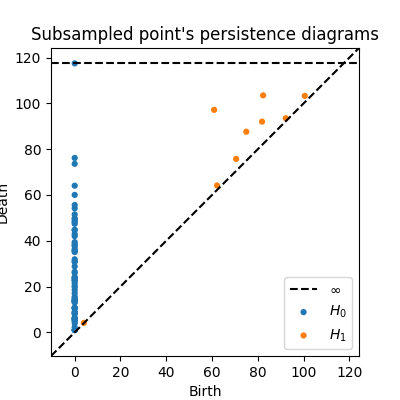 Subsampled point's persistence diagrams
120
100
80
60
40
20
0
Death
∞
H₀
H₁
0 20 40 60 80 100 120
Birth